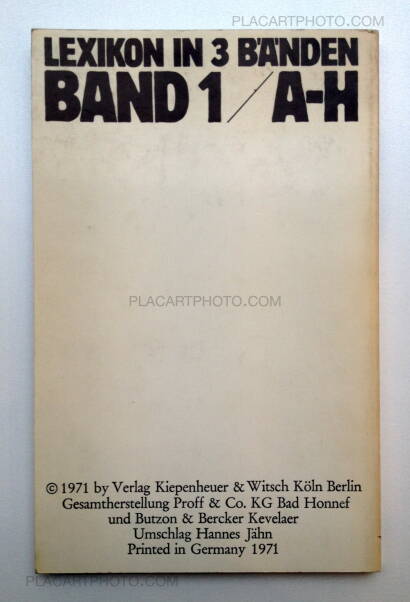 PLACARTPHOTO.COM
LEXIKON IN 3 BÄNDEN
BAND 1 / A-H
PLACARTPHOTO.COM
© 1971 by Verlag Kiepenheuer & Witsch Köln Berlin
Gesamtherstellung Proff & Co. KG Bad Honnef
und Butzon & Bercker Kevelaer
Umschlag Hannes Jähn
Printed in Germany 1971
PLACARTPHOTO.COM